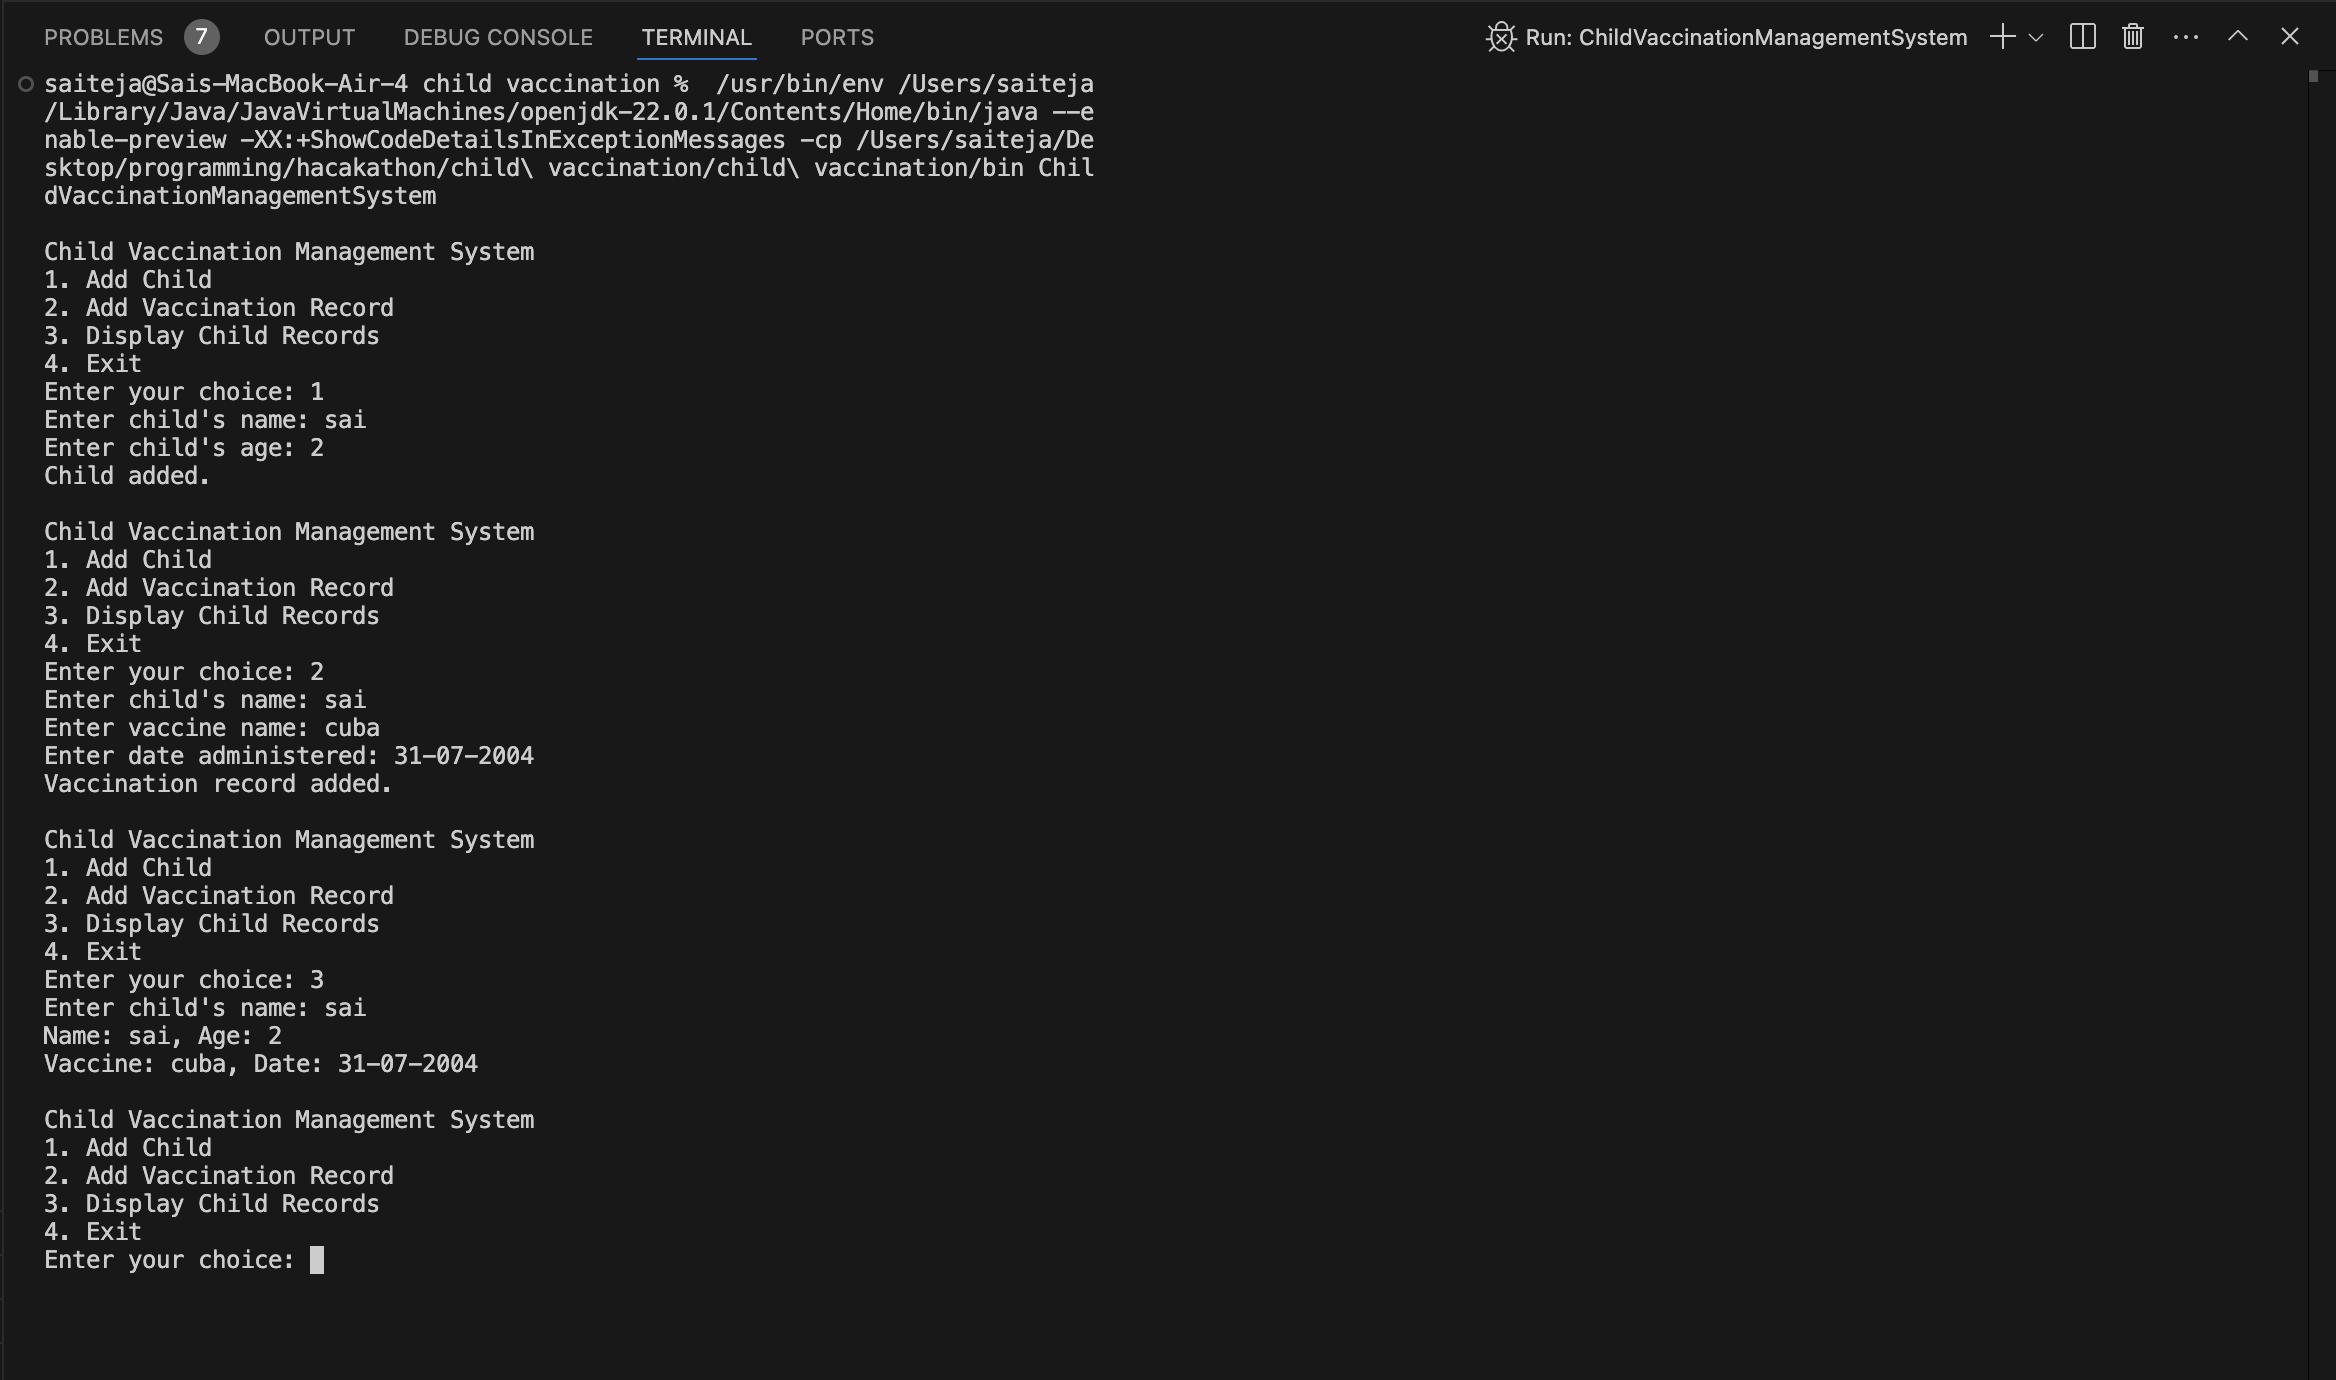 PROBLEMS 7 OUTPUT DEBUG CONSOLE TERMINAL PORTS Run: ChildVaccinationManagementSystem
saiteja@Sais-MacBook-Air-4 child vaccination %  /usr/bin/env /Users/saiteja
/Library/Java/JavaVirtualMachines/openjdk-22.0.1/Contents/Home/bin/java --e
nable-preview -XX:+ShowCodeDetailsInExceptionMessages -cp /Users/saiteja/De
sktop/programming/hacakathon/child\ vaccination/child\ vaccination/bin Chil
dVaccinationManagementSystem

Child Vaccination Management System
1. Add Child
2. Add Vaccination Record
3. Display Child Records
4. Exit
Enter your choice: 1
Enter child's name: sai
Enter child's age: 2
Child added.

Child Vaccination Management System
1. Add Child
2. Add Vaccination Record
3. Display Child Records
4. Exit
Enter your choice: 2
Enter child's name: sai
Enter vaccine name: cuba
Enter date administered: 31-07-2004
Vaccination record added.

Child Vaccination Management System
1. Add Child
2. Add Vaccination Record
3. Display Child Records
4. Exit
Enter your choice: 3
Enter child's name: sai
Name: sai, Age: 2
Vaccine: cuba, Date: 31-07-2004

Child Vaccination Management System
1. Add Child
2. Add Vaccination Record
3. Display Child Records
4. Exit
Enter your choice: